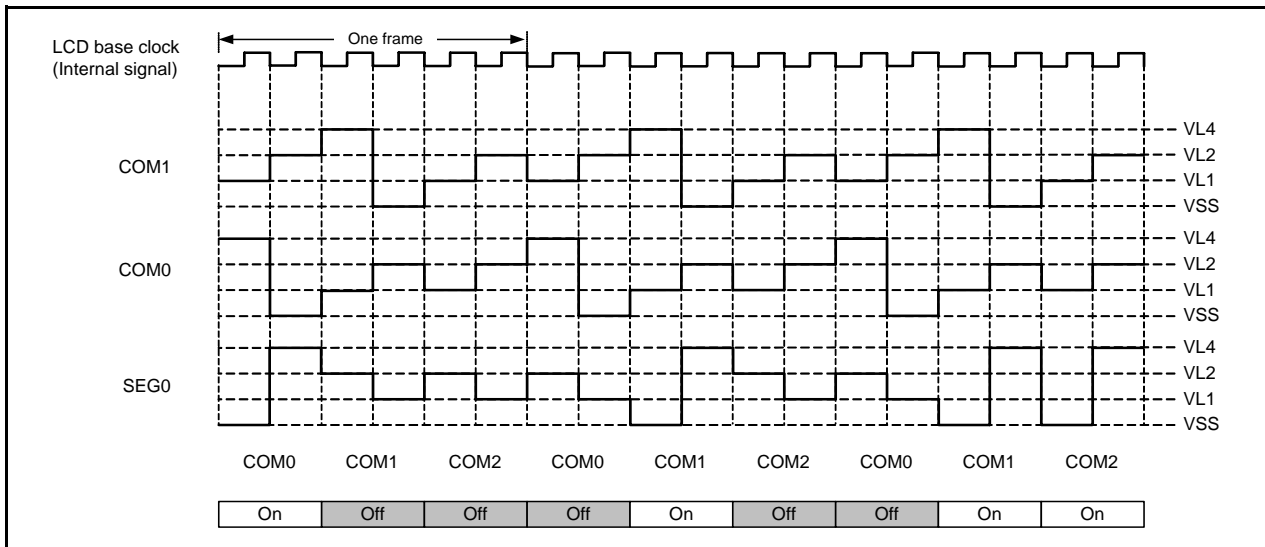 One frame
LCD base clock
(Internal signal)
VL4
VL2
COM1
VL1
VSS
VL4
COM0
VL2
VL1
VSS
VL4
VL2
SEG0
VL1
VSS
COM0 COM1 COM2 COM0 COM1 COM2 COM0 COM1 COM2
On Off Off Off On Off Off On On